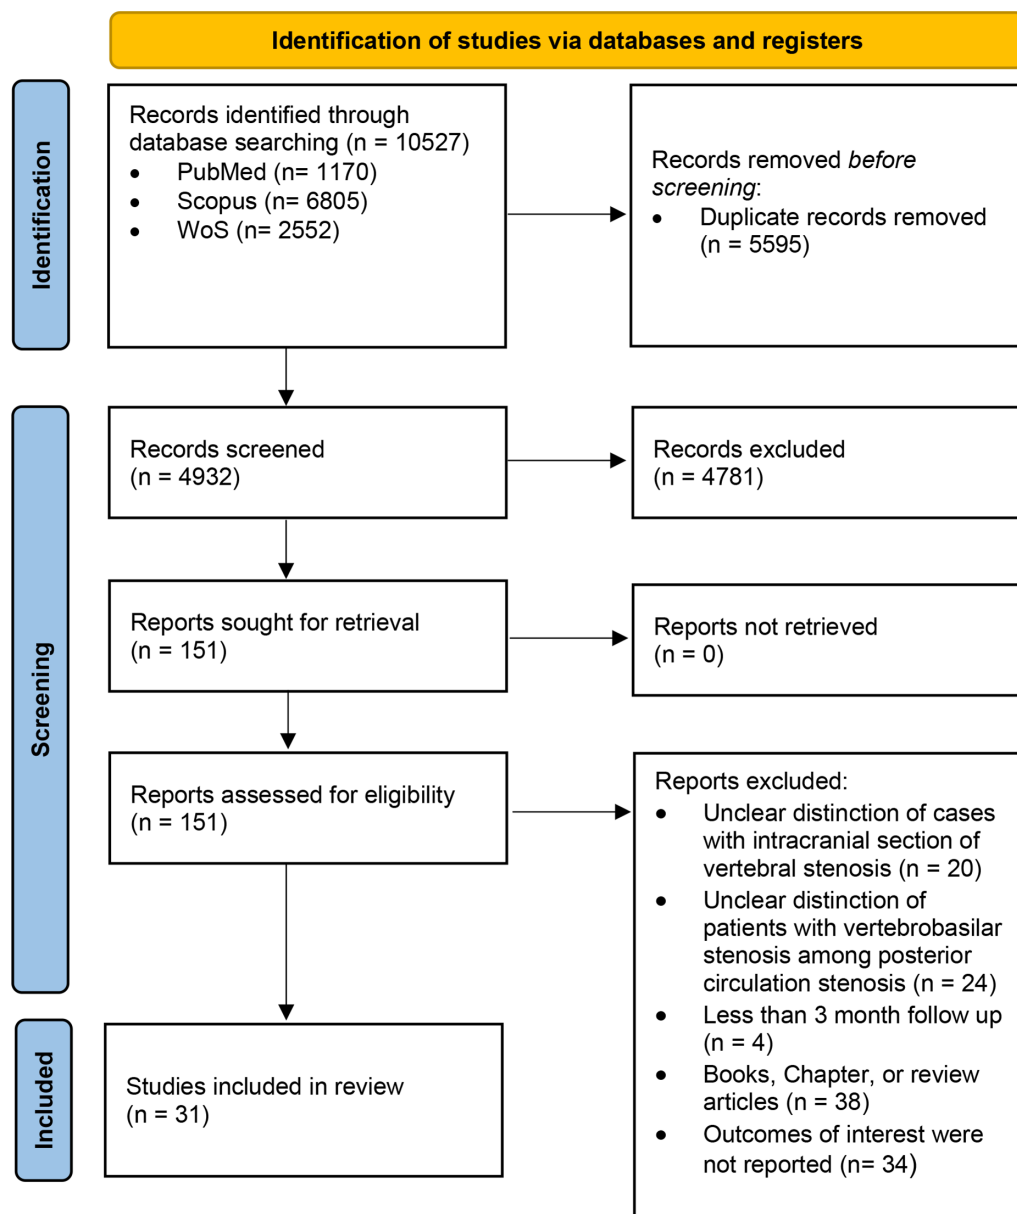 Identification of studies via databases and registers
Identification
Records identified through
database searching (n = 10527)
• PubMed (n= 1170)
• Scopus (n= 6805)
• WoS (n= 2552)
Records removed before
screening:
• Duplicate records removed
(n = 5595)
Screening
Records screened
(n = 4932)
Records excluded
(n = 4781)
Reports sought for retrieval
(n = 151)
Reports not retrieved
(n = 0)
Reports assessed for eligibility
(n = 151)
Reports excluded:
• Unclear distinction of cases
with intracranial section of
vertebral stenosis (n = 20)
• Unclear distinction of
patients with vertebrobasilar
stenosis among posterior
circulation stenosis (n = 24)
• Less than 3 month follow up
(n = 4)
• Books, Chapter, or review
articles (n = 38)
• Outcomes of interest were
not reported (n= 34)
Included
Studies included in review
(n = 31)